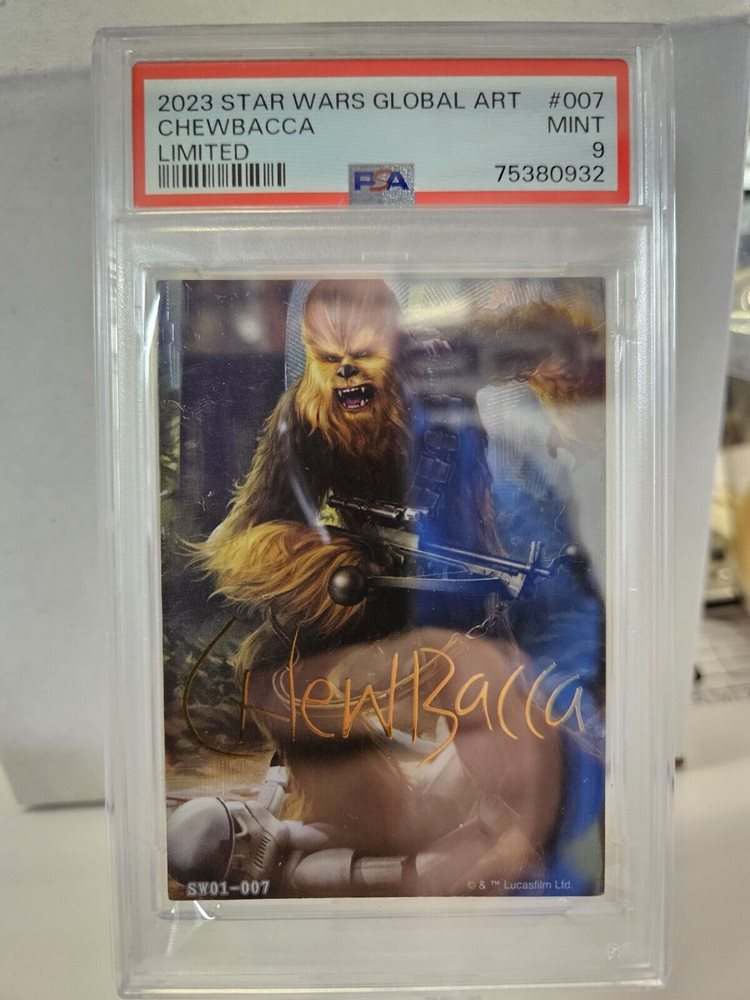 2023 STAR WARS GLOBAL ART #007
CHEWBACCA MINT
LIMITED 9
PSA 75380932
CHewBacca
SW01-007 © & ™ Lucasfilm Ltd.